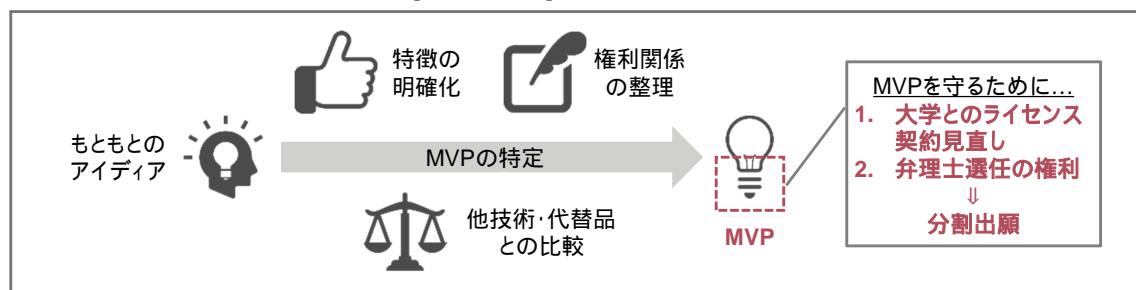 特徴の
明確化
権利関係
の整理
もともとの
アイディア
MVPの特定
他技術・代替品
との比較
MVP
MVPを守るために…
1. 大学とのライセンス
契約見直し
2. 弁理士選任の権利
⇓
分割出願